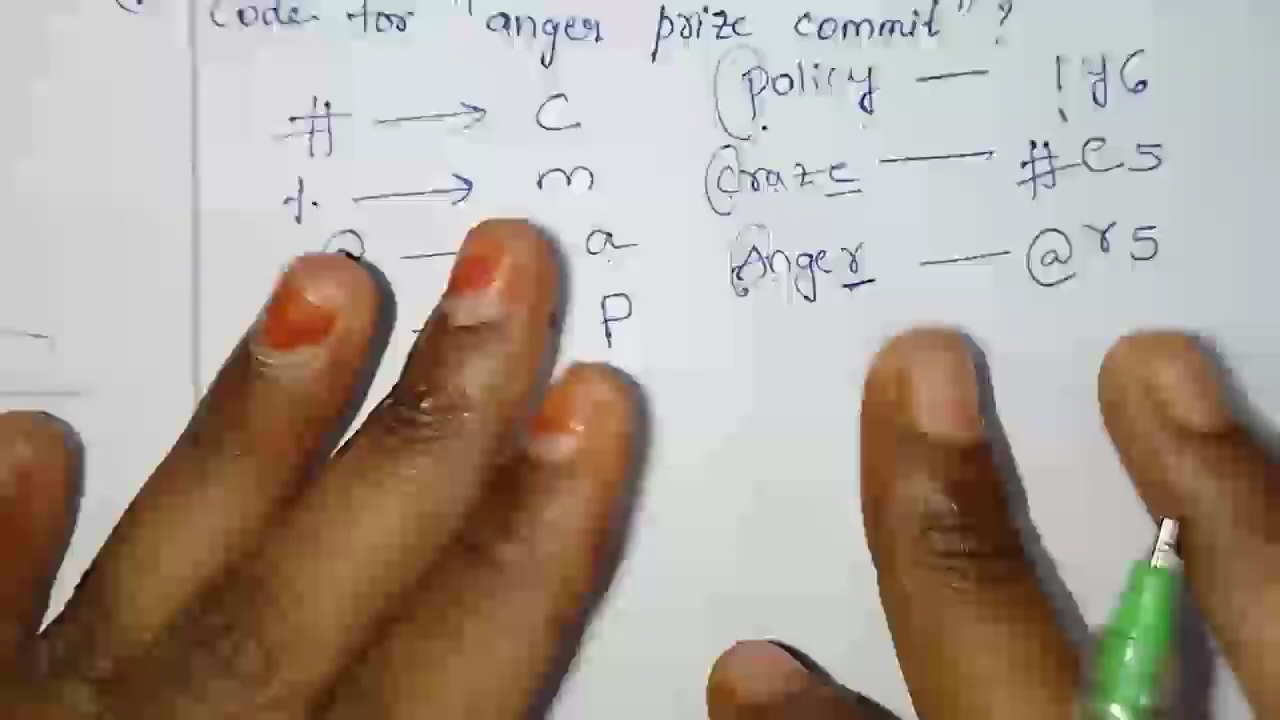 code for "anger prize commit" ?
# → C
⁒ → m
@ — a
P
Policy — ! y6
Craze — # e5
Anger — @ r5